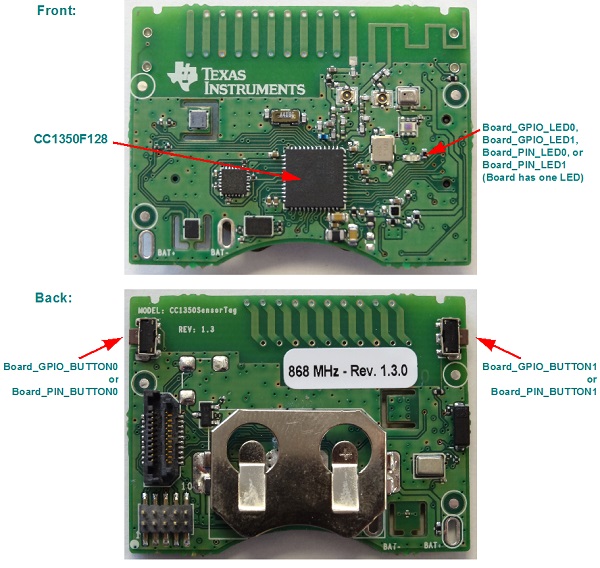 Front:
TEXAS
INSTRUMENTS
CC1350F128
Board_GPIO_LED0,
Board_GPIO_LED1,
Board_PIN_LED0, or
Board_PIN_LED1
(Board has one LED)
BAT+
BAT-
Back:
MODEL: CC1350SensorTag
REV: 1.3
868 MHz - Rev. 1.3.0
Board_GPIO_BUTTON0
or
Board_PIN_BUTTON0
Board_GPIO_BUTTON1
or
Board_PIN_BUTTON1
10
BAT-
BAT+